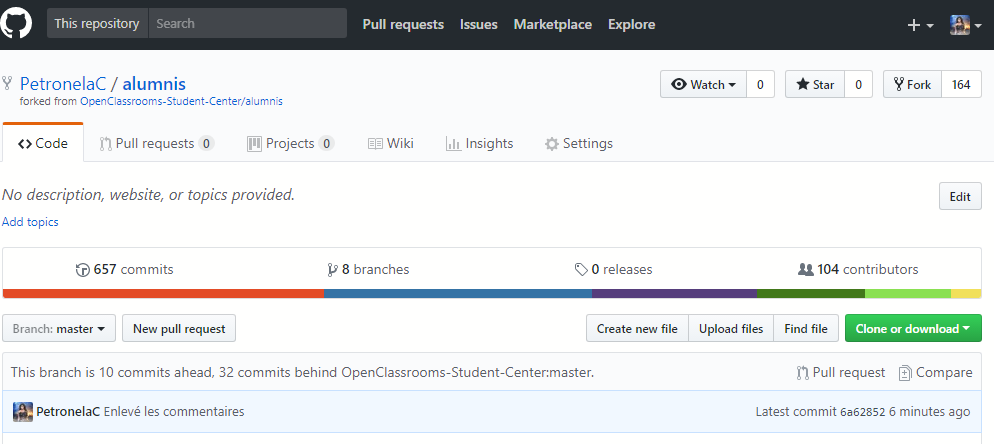 This repository Search Pull requests Issues Marketplace Explore
PetronelaC / alumnis Watch 0 Star 0 Fork 164
forked from OpenClassrooms-Student-Center/alumnis
Code Pull requests 0 Projects 0 Wiki Insights Settings
No description, website, or topics provided. Edit
Add topics
657 commits 8 branches 0 releases 104 contributors
Branch: master New pull request Create new file Upload files Find file Clone or download
This branch is 10 commits ahead, 32 commits behind OpenClassrooms-Student-Center:master. Pull request Compare
PetronelaC Enlevé les commentaires Latest commit 6a62852 6 minutes ago